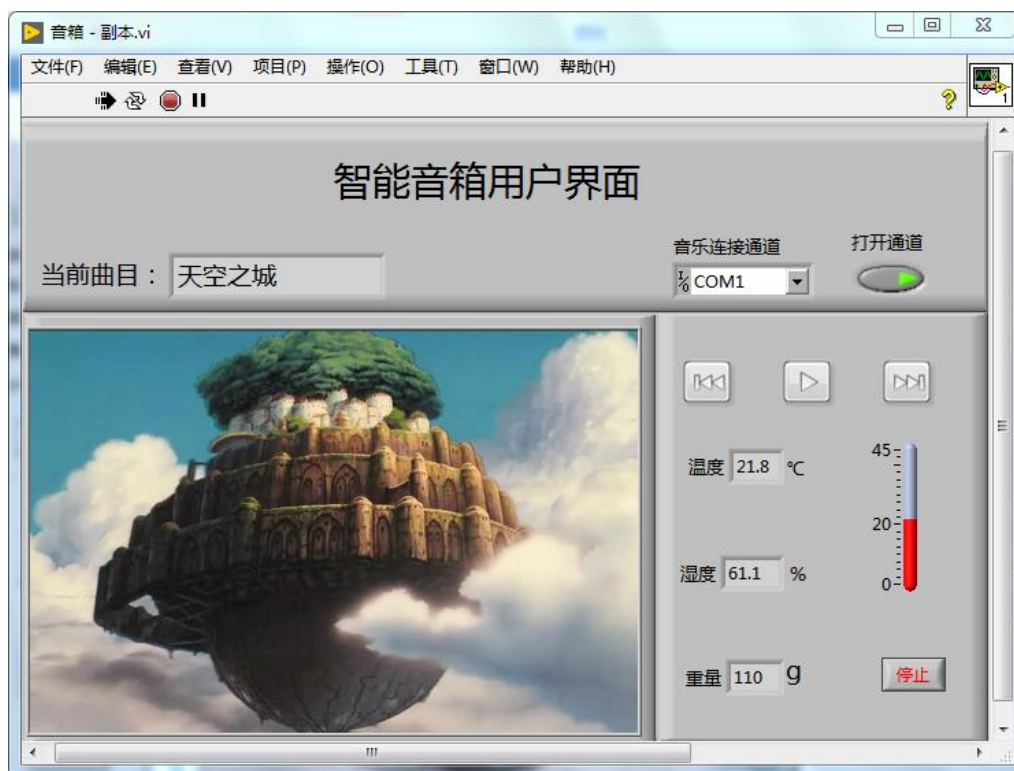 音箱 - 副本.vi
文件(F) 编辑(E) 查看(V) 项目(P) 操作(O) 工具(T) 窗口(W) 帮助(H)
1
智能音箱用户界面
音乐连接通道 打开通道
当前曲目： 天空之城
I/O COM1
温度 21.8 ℃
45
20
0
湿度 61.1 %
重量 110 g
停止